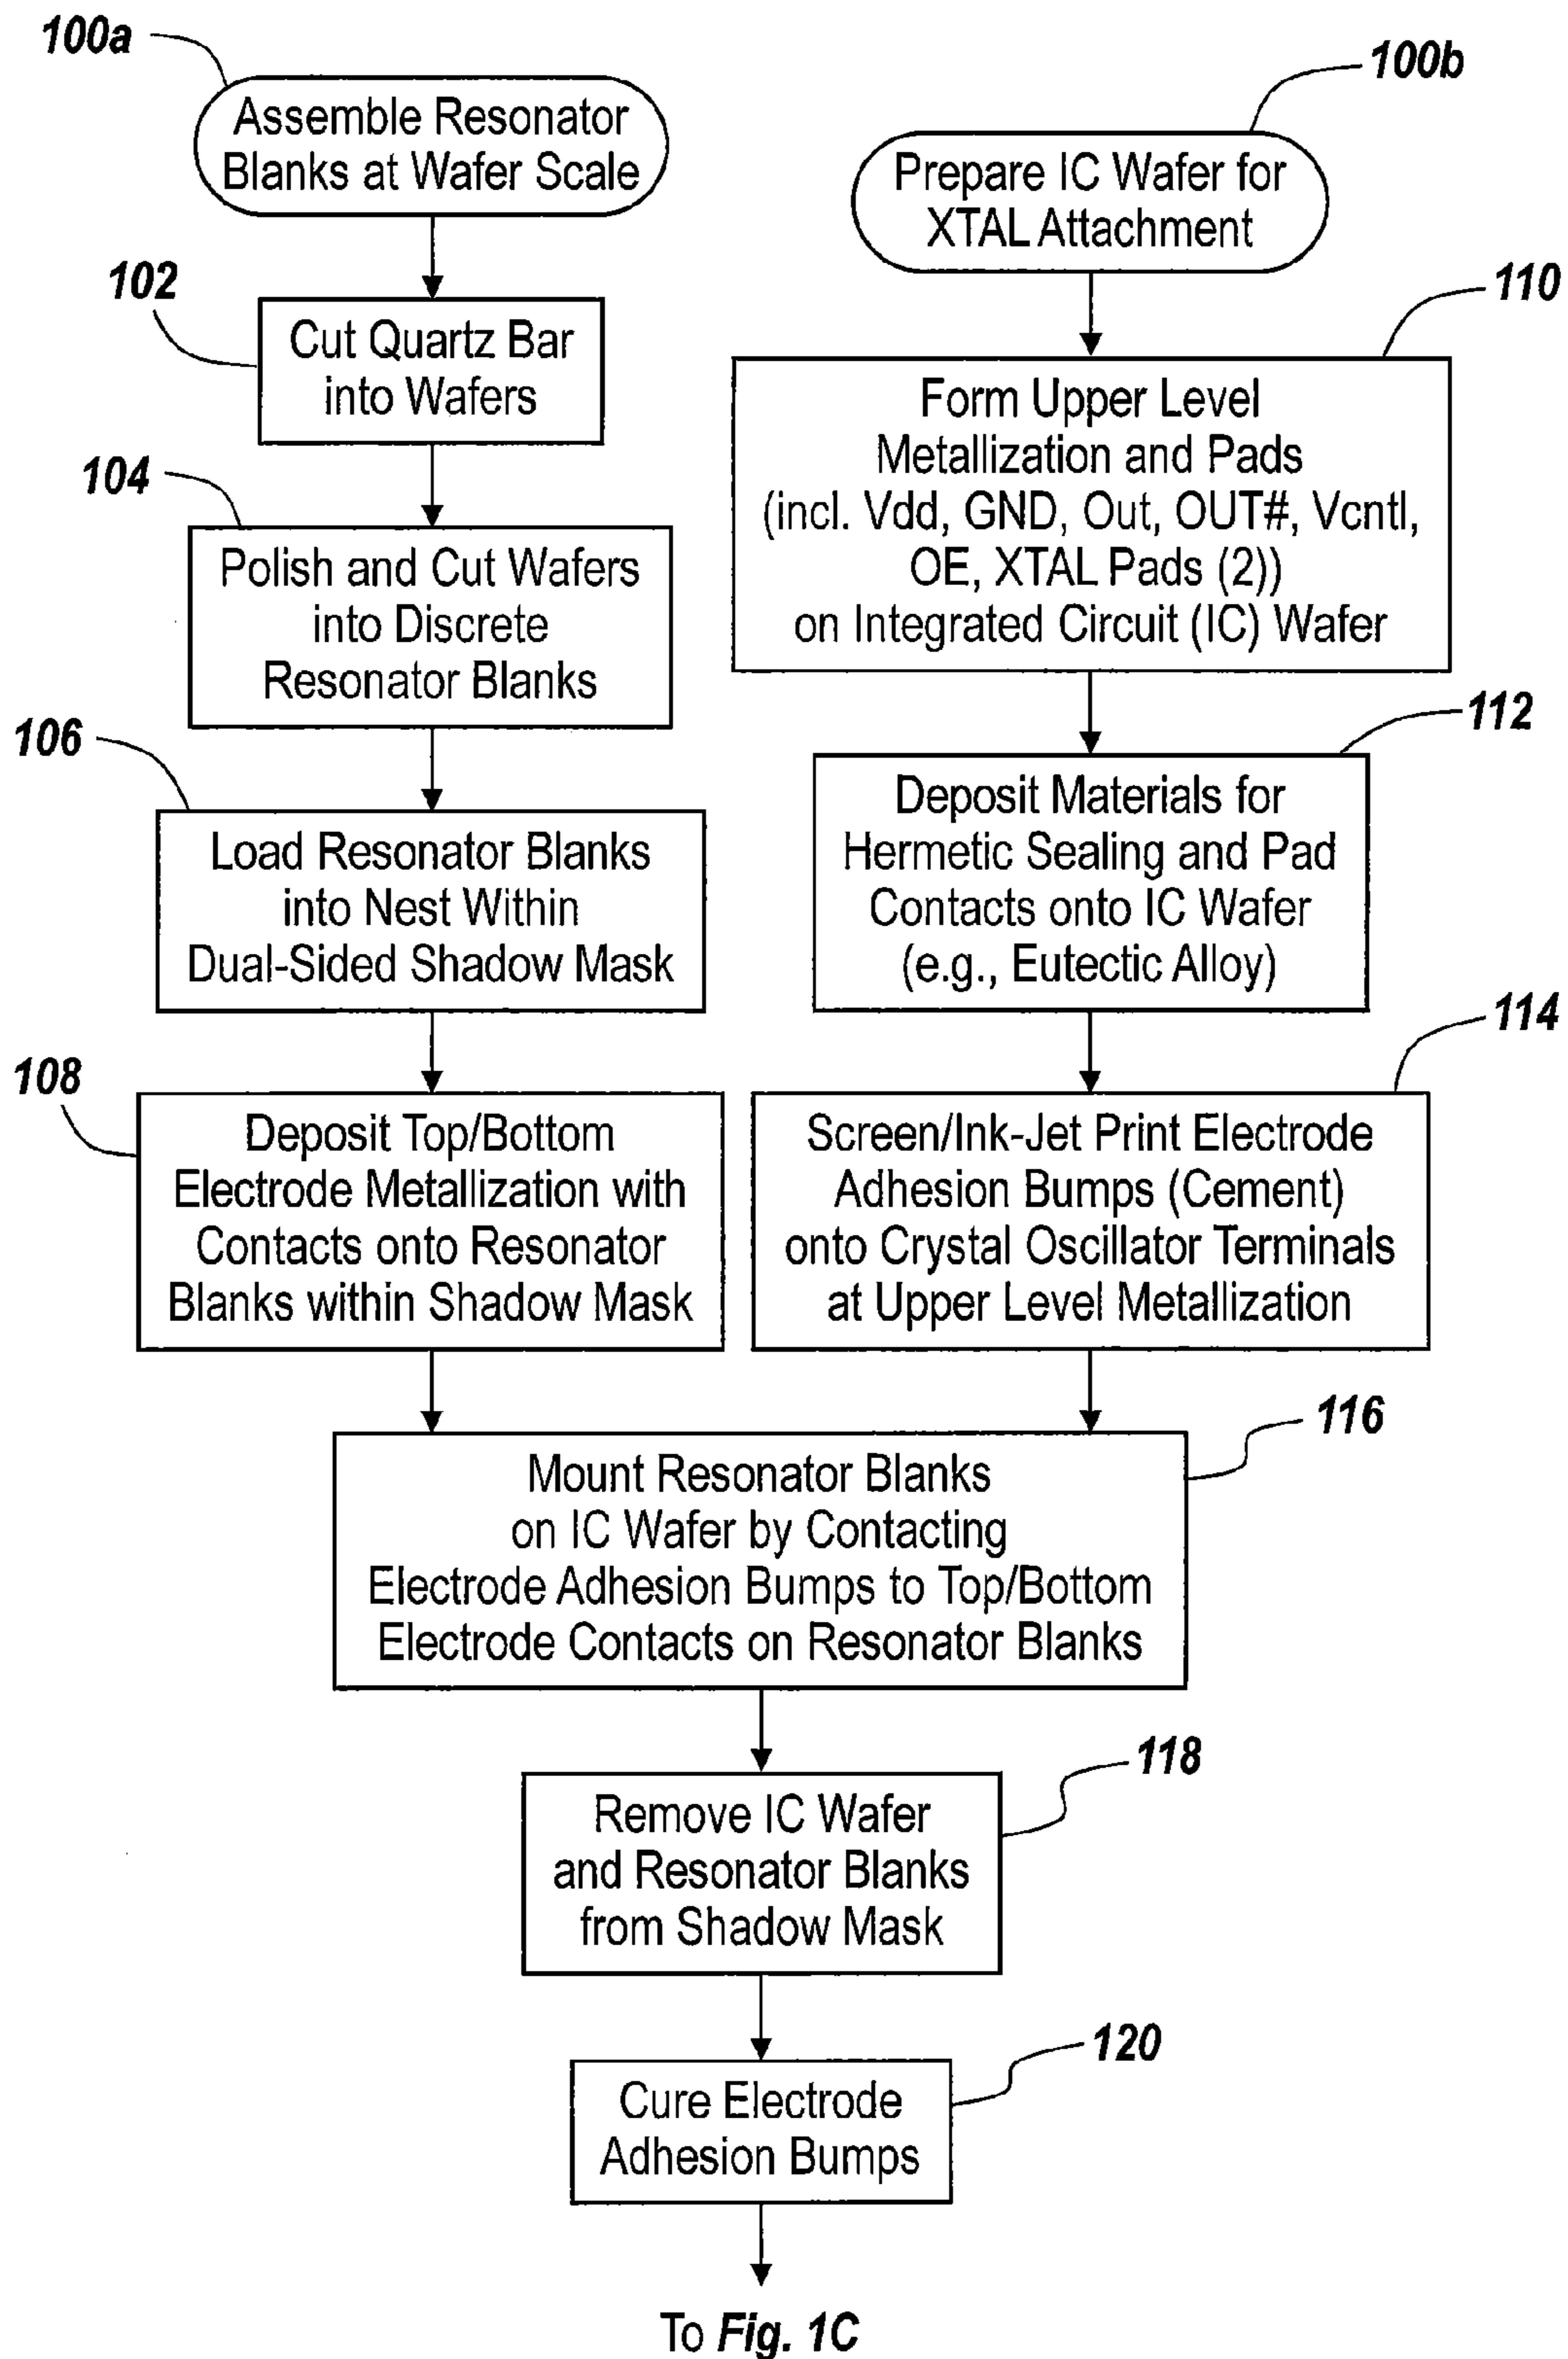 100a
Assemble Resonator
Blanks at Wafer Scale
102
Cut Quartz Bar
into Wafers
104
Polish and Cut Wafers
into Discrete
Resonator Blanks
106
Load Resonator Blanks
into Nest Within
Dual-Sided Shadow Mask
108
Deposit Top/Bottom
Electrode Metallization with
Contacts onto Resonator
Blanks within Shadow Mask
100b
Prepare IC Wafer for
XTAL Attachment
110
Form Upper Level
Metallization and Pads
(incl. Vdd, GND, Out, OUT#, Vcntl,
OE, XTAL Pads (2))
on Integrated Circuit (IC) Wafer
112
Deposit Materials for
Hermetic Sealing and Pad
Contacts onto IC Wafer
(e.g., Eutectic Alloy)
114
Screen/Ink-Jet Print Electrode
Adhesion Bumps (Cement)
onto Crystal Oscillator Terminals
at Upper Level Metallization
116
Mount Resonator Blanks
on IC Wafer by Contacting
Electrode Adhesion Bumps to Top/Bottom
Electrode Contacts on Resonator Blanks
118
Remove IC Wafer
and Resonator Blanks
from Shadow Mask
120
Cure Electrode
Adhesion Bumps
To Fig. 1C